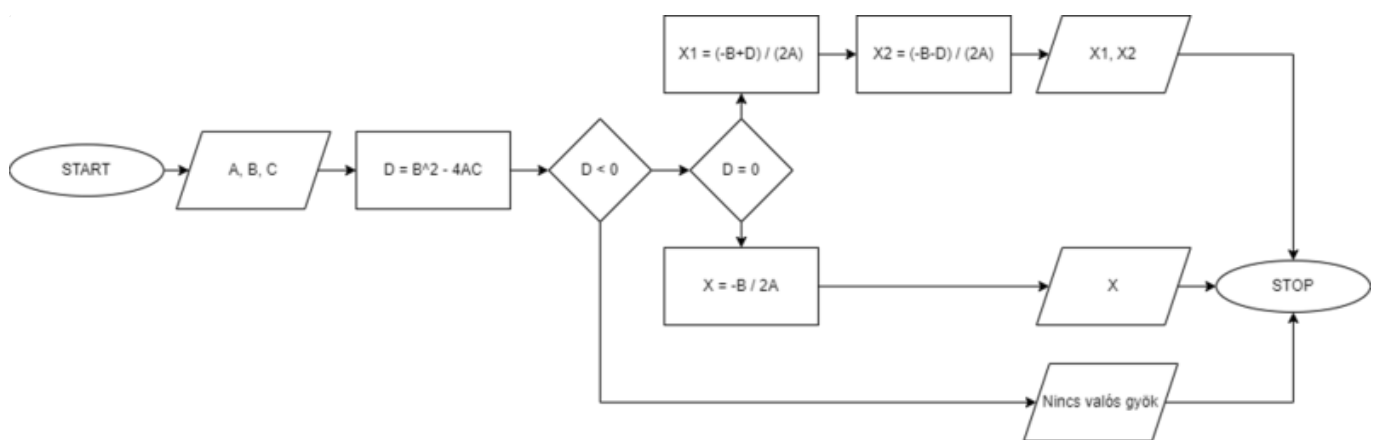 START
A, B, C
D = B^2 - 4AC
D < 0
D = 0
X1 = (-B+D) / (2A)
X2 = (-B-D) / (2A)
X1, X2
X = -B / 2A
X
STOP
Nincs valós gyök